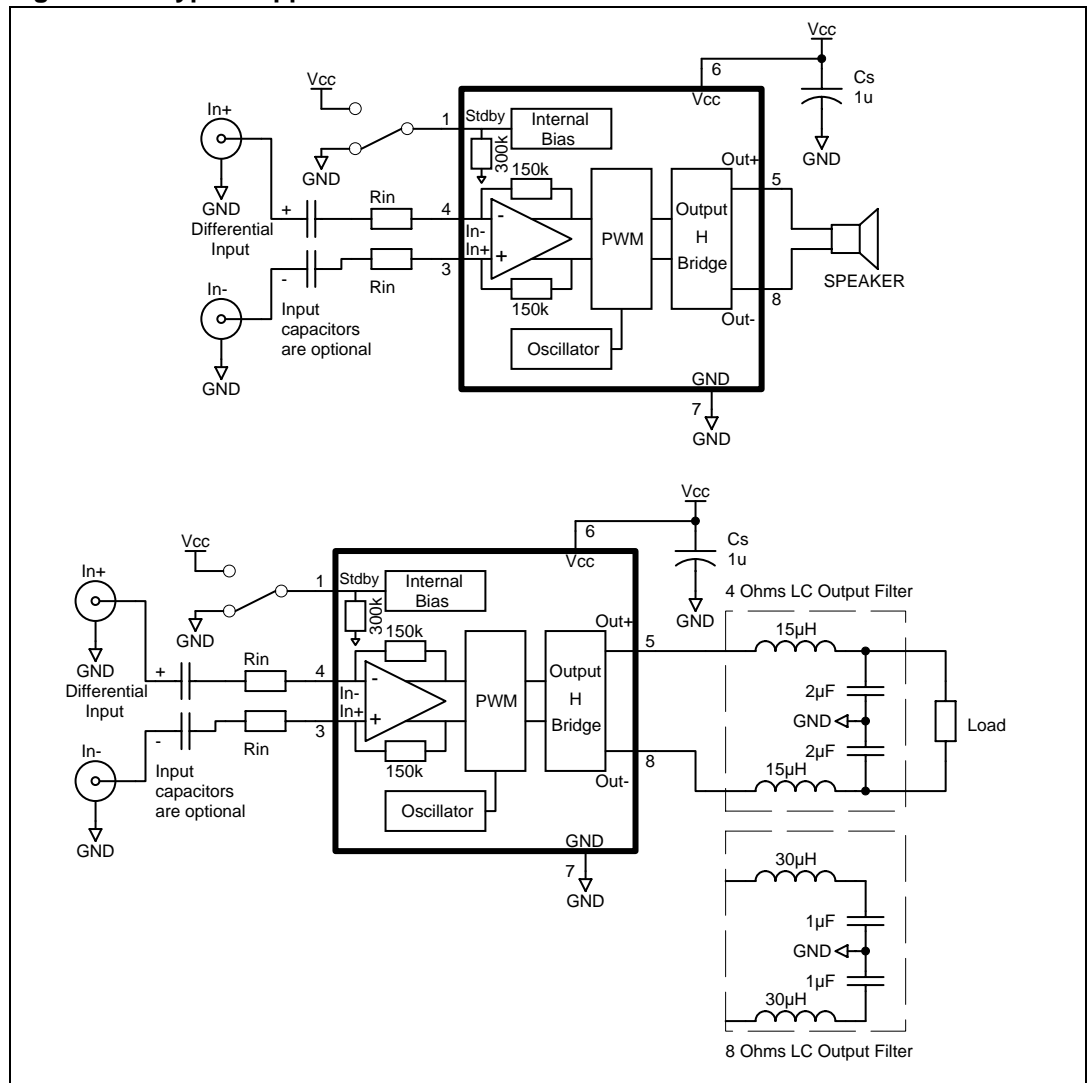 Vcc
6
Vcc
Cs
1u
GND
Vcc
In+
GND
1
Stdby
Internal
Bias
300k
150k
GND
Differential
Input
+
Rin
4
-
In-
In+
+
3
Rin
-
In-
Input
capacitors
are optional
GND
150k
PWM
Oscillator
Output
H
Bridge
Out+
5
SPEAKER
8
Out-
GND
7
GND
Vcc
6
Vcc
Cs
1u
GND
Vcc
In+
GND
1
Stdby
Internal
Bias
300k
150k
GND
Differential
Input
+
Rin
4
-
In-
In+
+
3
Rin
-
In-
Input
capacitors
are optional
GND
150k
PWM
Oscillator
Output
H
Bridge
Out+
5
8
Out-
GND
7
GND
4 Ohms LC Output Filter
15µH
2µF
GND
2µF
15µH
Load
30µH
1µF
GND
1µF
30µH
8 Ohms LC Output Filter